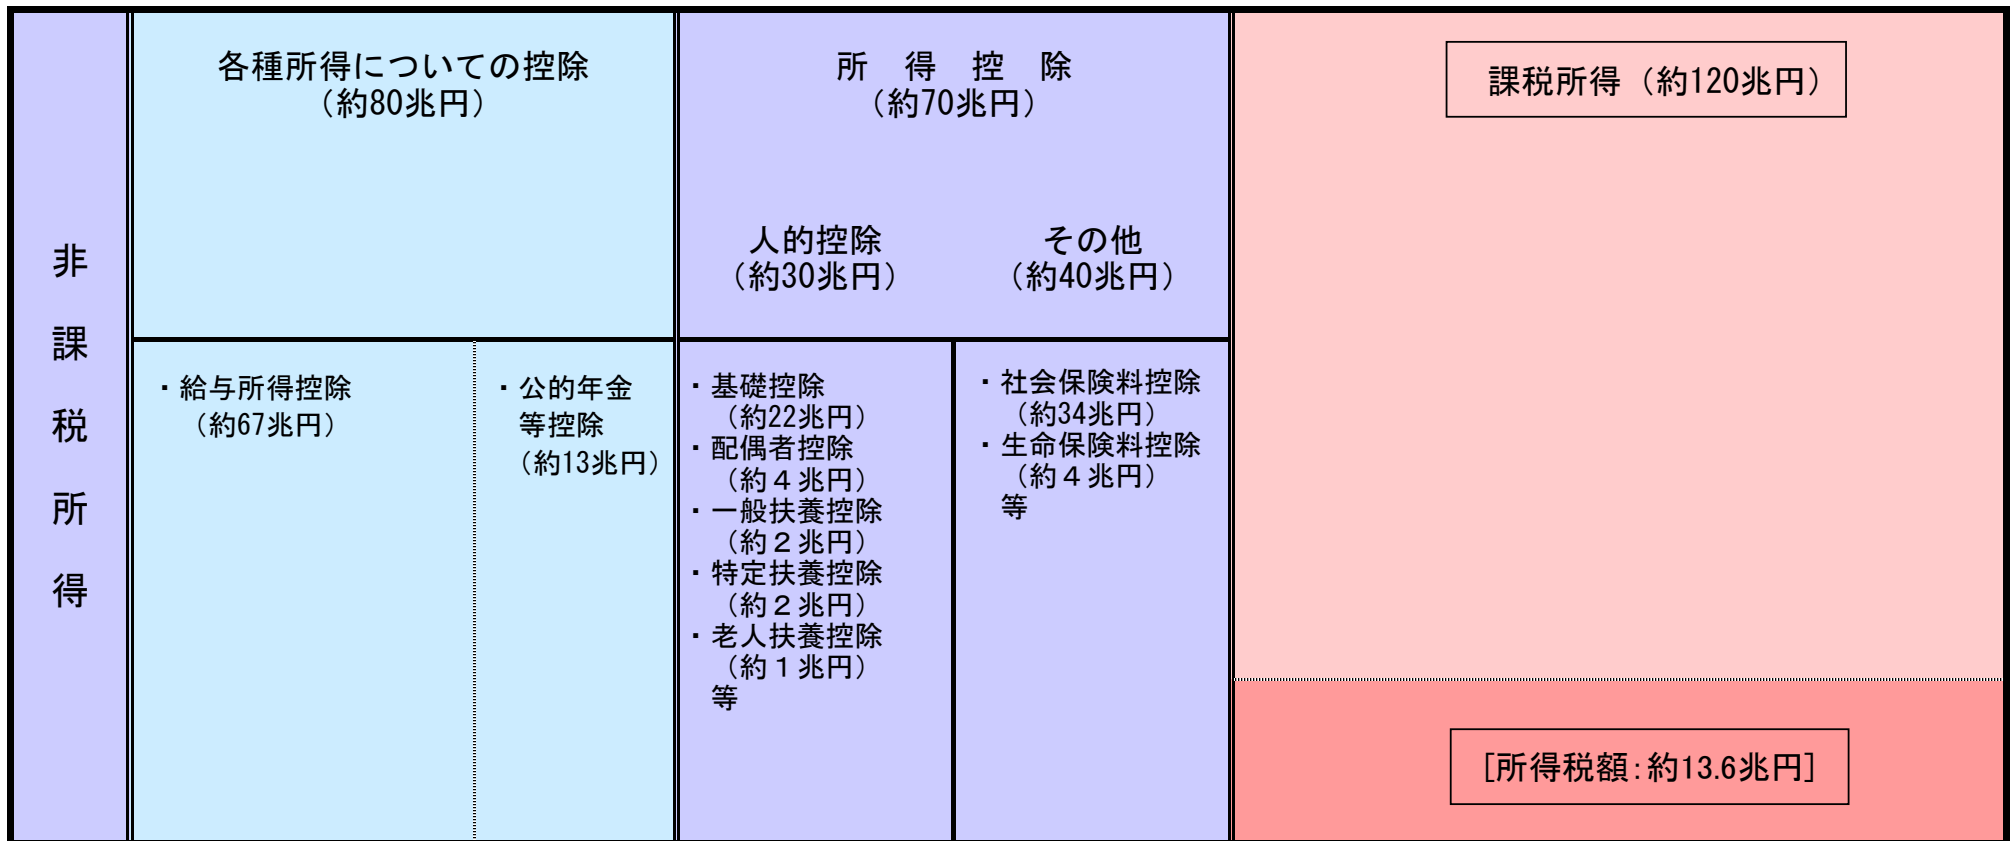 非課税所得
各種所得についての控除
（約80兆円）
・給与所得控除
（約67兆円）
・公的年金
等控除
（約13兆円）
所　得　控　除
（約70兆円）
人的控除
（約30兆円）
その他
（約40兆円）
・基礎控除
（約22兆円）
・配偶者控除
（約４兆円）
・一般扶養控除
（約２兆円）
・特定扶養控除
（約２兆円）
・老人扶養控除
（約１兆円）
等
・社会保険料控除
（約34兆円）
・生命保険料控除
（約４兆円）
等
課税所得（約120兆円）
[所得税額:約13.6兆円]